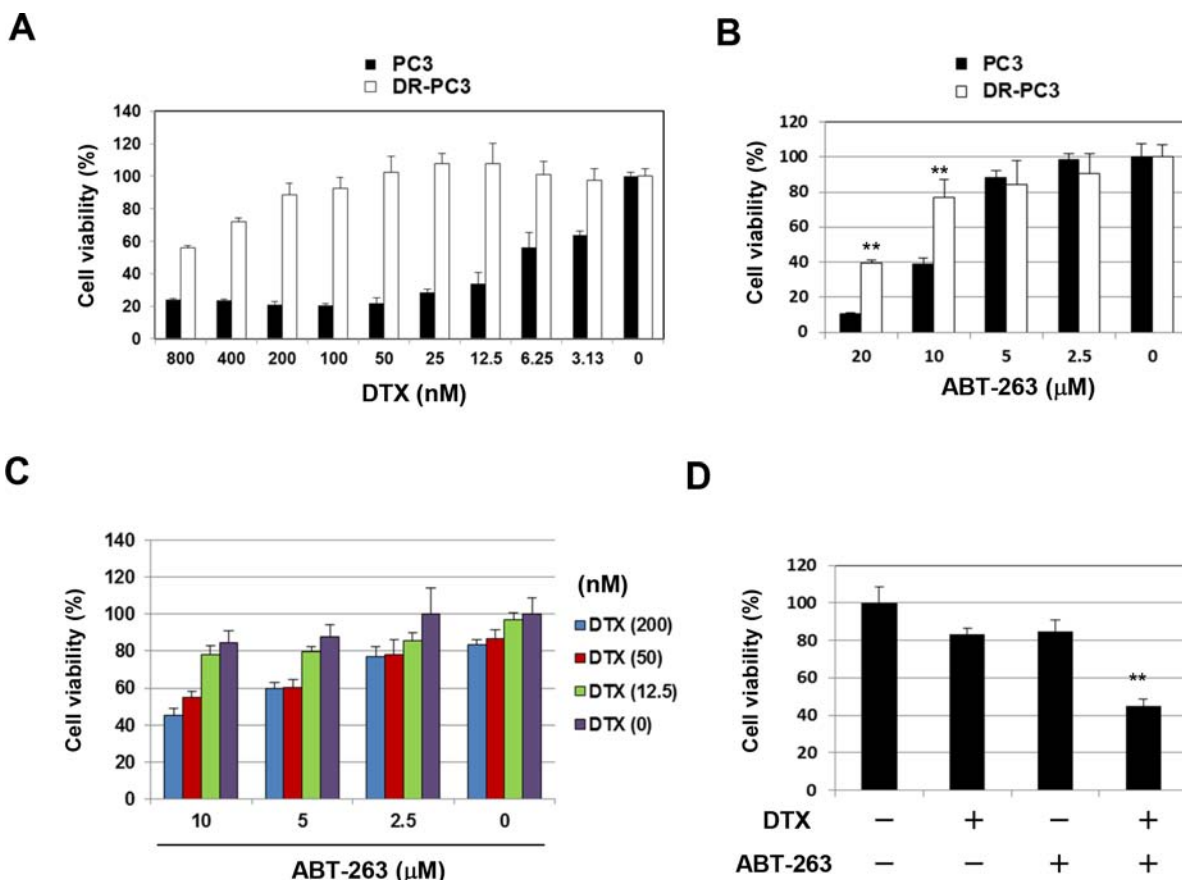 A
PC3
DR-PC3
140
120
100
80
60
40
20
0
Cell viability (%)
800 400 200 100 50 25 12.5 6.25 3.13 0
DTX (nM)
B
PC3
DR-PC3
120
100
80
60
40
20
0
Cell viability (%)
**
**
20 10 5 2.5 0
ABT-263 (μM)
C
140
120
100
80
60
40
20
0
Cell viability (%)
10 5 2.5 0
ABT-263 (μM)
(nM)
DTX (200)
DTX (50)
DTX (12.5)
DTX (0)
D
120
100
80
60
40
20
0
Cell viability (%)
**
DTX − + − +
ABT-263 − − + +